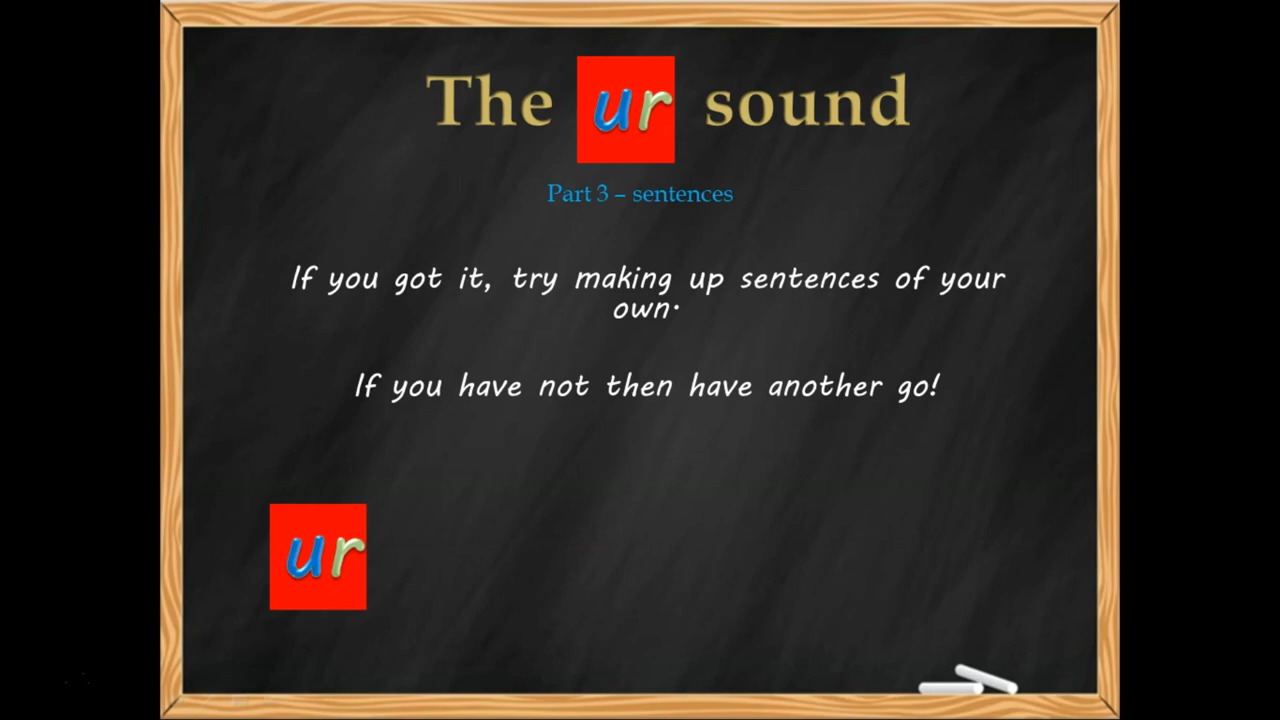 The ur sound
Part 3 – sentences
If you got it, try making up sentences of your
own.
If you have not then have another go!
ur